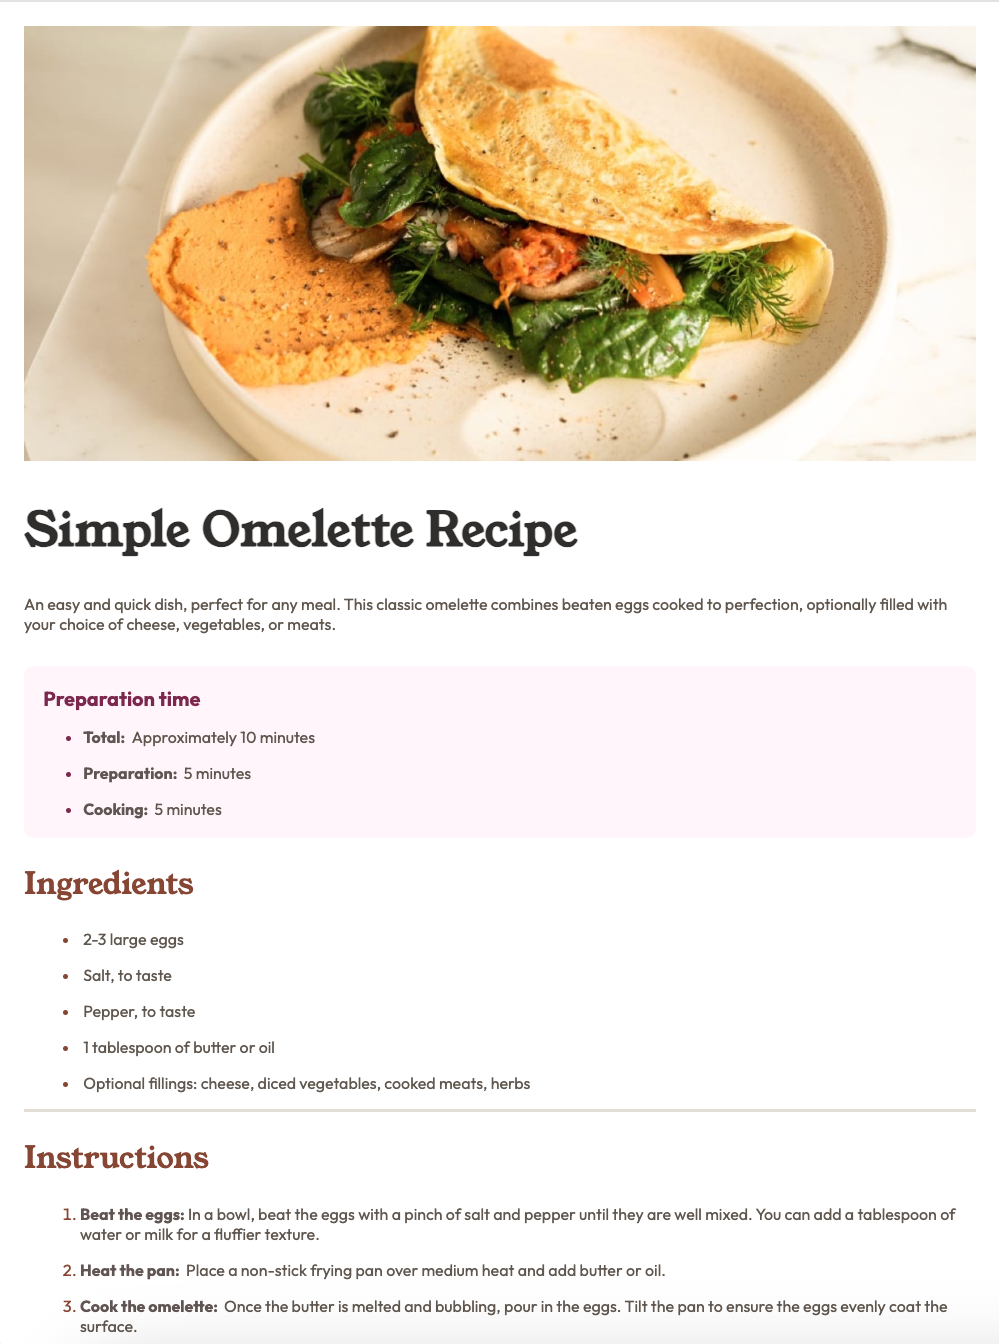 Simple Omelette Recipe
An easy and quick dish, perfect for any meal. This classic omelette combines beaten eggs cooked to perfection, optionally filled with
your choice of cheese, vegetables, or meats.
Preparation time
• Total: Approximately 10 minutes
• Preparation: 5 minutes
• Cooking: 5 minutes
Ingredients
• 2-3 large eggs
• Salt, to taste
• Pepper, to taste
• 1 tablespoon of butter or oil
• Optional fillings: cheese, diced vegetables, cooked meats, herbs
Instructions
1. Beat the eggs: In a bowl, beat the eggs with a pinch of salt and pepper until they are well mixed. You can add a tablespoon of
water or milk for a fluffier texture.
2. Heat the pan: Place a non-stick frying pan over medium heat and add butter or oil.
3. Cook the omelette: Once the butter is melted and bubbling, pour in the eggs. Tilt the pan to ensure the eggs evenly coat the
surface.